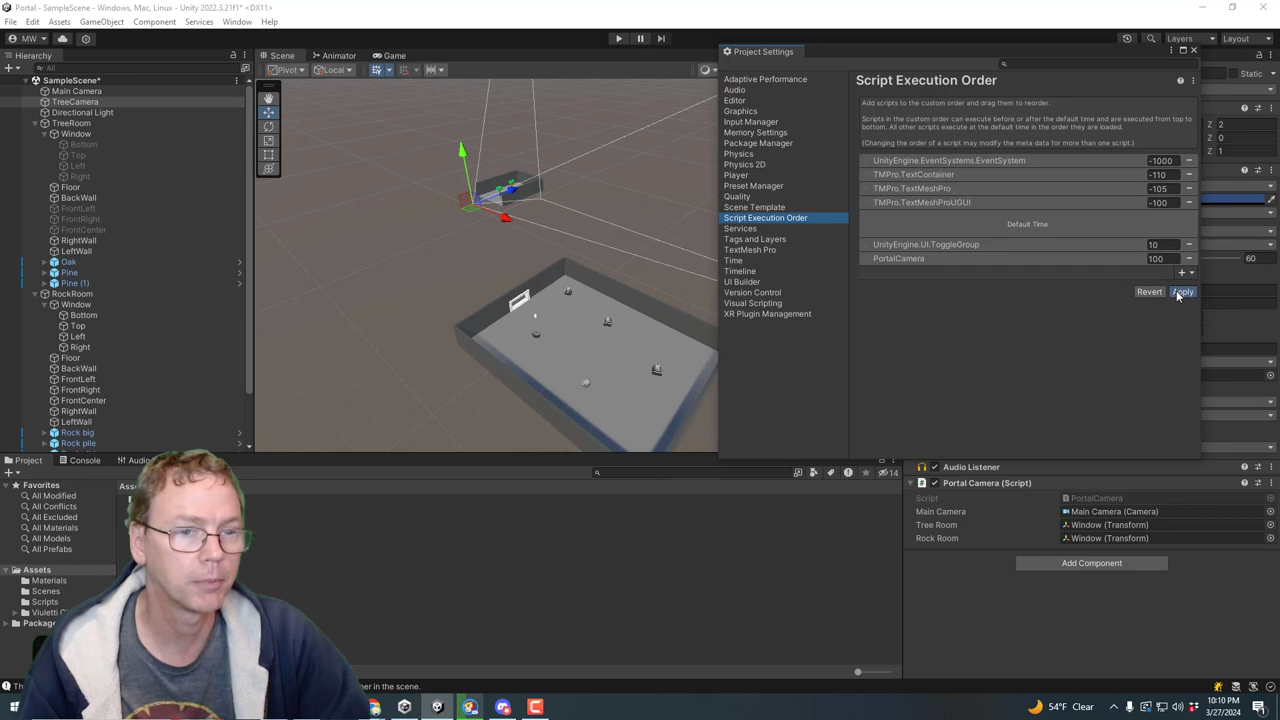 Portal - SampleScene - Windows, Mac, Linux - Unity 2022.3.21f1* <DX11>
File Edit Assets GameObject Component Services Window Help
MW
Layers Layout
Hierarchy
All
SampleScene*
Main Camera
TreeCamera
Directional Light
TreeRoom
Window
Bottom
Top
Left
Right
Floor
BackWall
FrontLeft
FrontRight
FrontCenter
RightWall
LeftWall
Oak
Pine
Pine (1)
RockRoom
Window
Bottom
Top
Left
Right
Floor
BackWall
FrontLeft
FrontRight
FrontCenter
RightWall
LeftWall
Rock big
Rock pile
Scene Animator Game
Pivot Local
Project Settings
Adaptive Performance
Audio
Editor
Graphics
Input Manager
Memory Settings
Package Manager
Physics
Physics 2D
Player
Preset Manager
Quality
Scene Template
Script Execution Order
Services
Tags and Layers
TextMesh Pro
Time
Timeline
UI Builder
Version Control
Visual Scripting
XR Plugin Management
Script Execution Order
Add scripts to the custom order and drag them to reorder.
Scripts in the custom order can execute before or after the default time and are executed from top to
bottom. All other scripts execute at the default time in the order they are loaded.
(Changing the order of a script may modify the meta data for more than one script.)
UnityEngine.EventSystems.EventSystem -1000
TMPro.TextContainer -110
TMPro.TextMeshPro -105
TMPro.TextMeshProUGUI -100
Default Time
UnityEngine.UI.ToggleGroup 10
PortalCamera 100
Revert Apply
Static
Z 2
Z 0
Z 1
60
Project Console
14
Favorites
All Modified
All Conflicts
All Excluded
All Materials
All Models
All Prefabs
Assets
Materials
Scenes
Scripts
Audio Listener
Portal Camera (Script)
Script PortalCamera
Main Camera Main Camera (Camera)
Tree Room Window (Transform)
Rock Room Window (Transform)
Add Component
in the scene.
54°F Clear
10:10 PM
3/27/2024